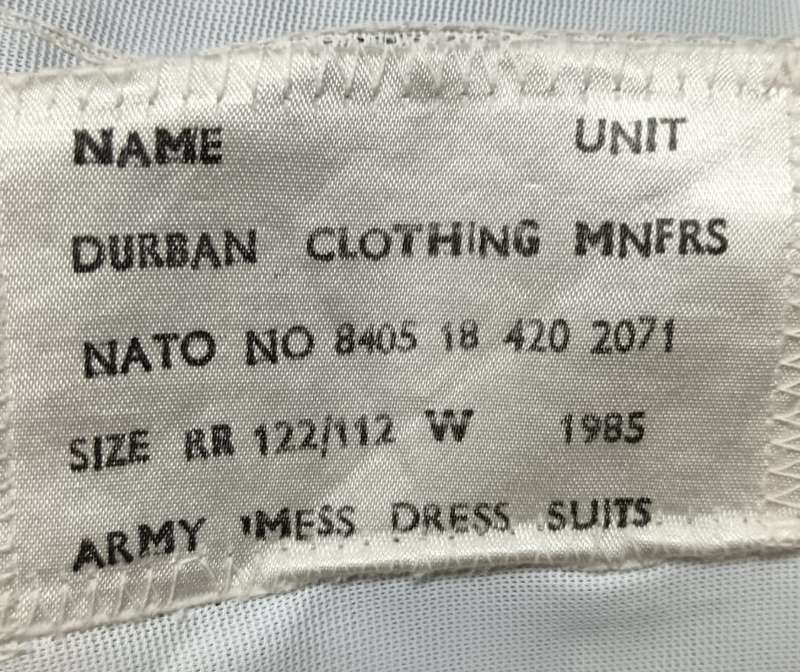 NAME UNIT
DURBAN CLOTHING MNFRS
NATO NO 8405 18 420 2071
SIZE RR 122/112 W 1985
ARMY 'MESS DRESS SUITS